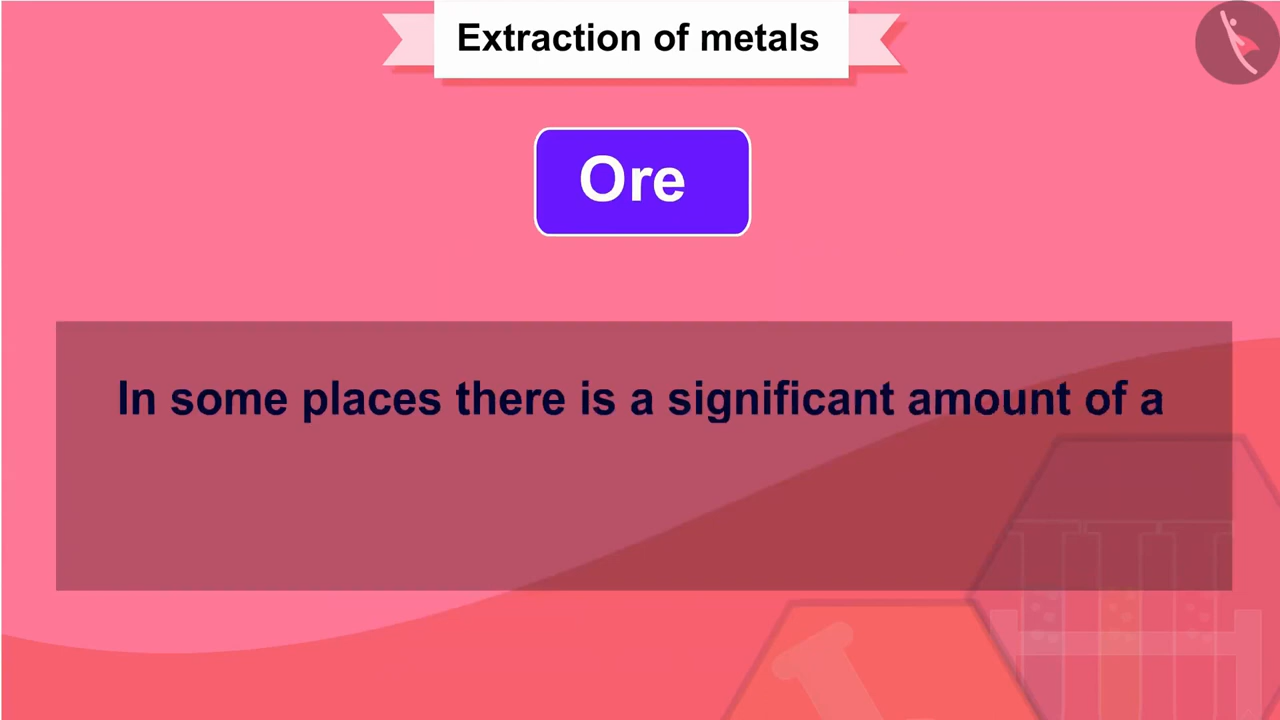 Extraction of metals
Ore
In some places there is a significant amount of a